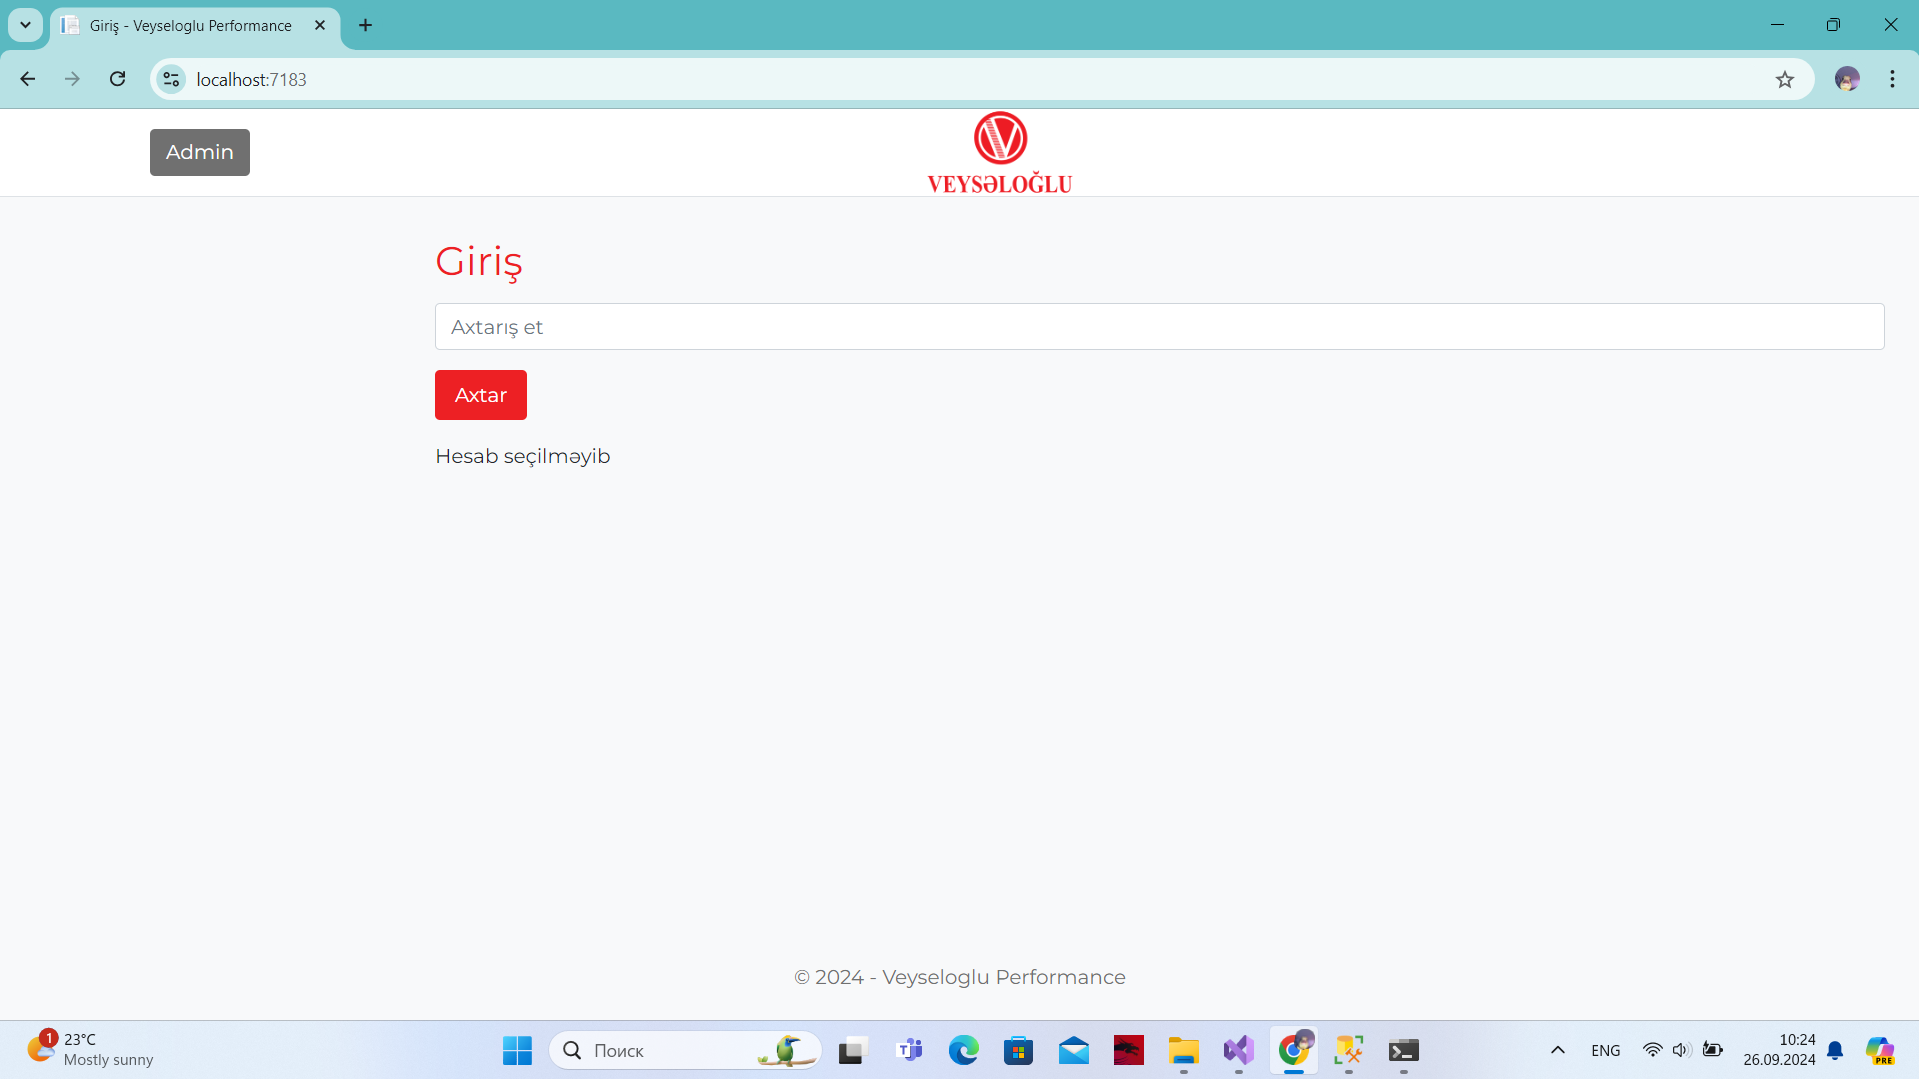 Giriş - Veyseloglu Performance
localhost:7183
Admin
VEYSƏLOĞLU
Giriş
Axtarış et
Axtar
Hesab seçilməyib
© 2024 - Veyseloglu Performance
1
23°C
Mostly sunny
Поиск
ENG
10:24
26.09.2024
PRE